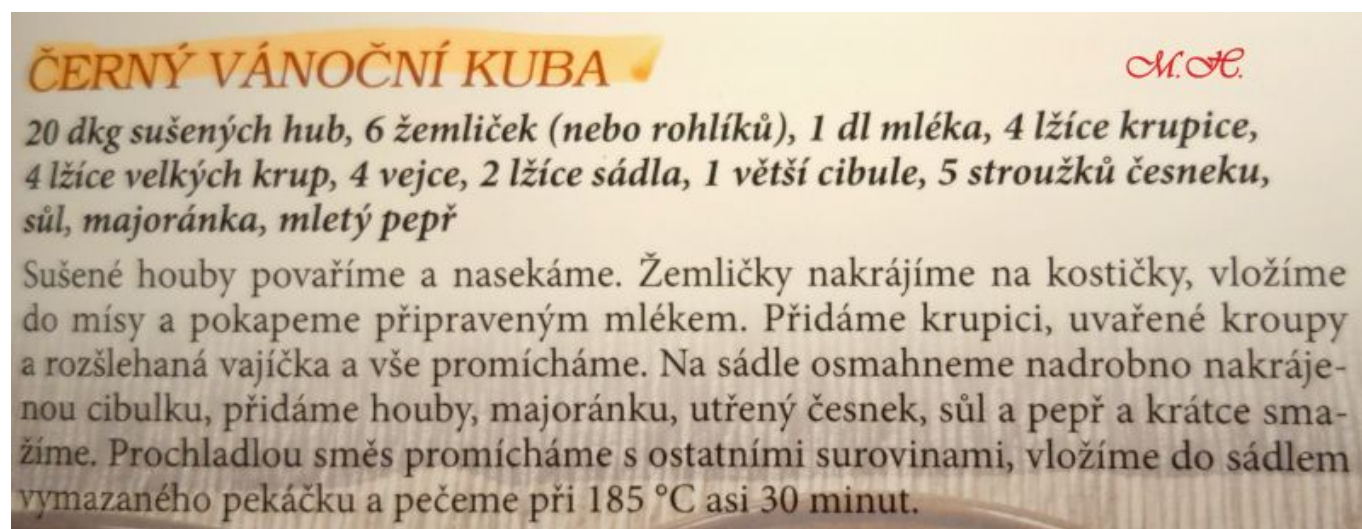 ČERNÝ VÁNOČNÍ KUBA
M.H.
20 dkg sušených hub, 6 žemliček (nebo rohlíků), 1 dl mléka, 4 lžíce krupice,
4 lžíce velkých krup, 4 vejce, 2 lžíce sádla, 1 větší cibule, 5 stroužků česneku,
sůl, majoránka, mletý pepř
Sušené houby povaříme a nasekáme. Žemličky nakrájíme na kostičky, vložíme
do mísy a pokapeme připraveným mlékem. Přidáme krupici, uvařené kroupy
a rozšlehaná vajíčka a vše promícháme. Na sádle osmahneme nadrobno nakráje-
nou cibulku, přidáme houby, majoránku, utřený česnek, sůl a pepř a krátce sma-
žíme. Prochladlou směs promícháme s ostatními surovinami, vložíme do sádlem
vymazaného pekáčku a pečeme při 185 °C asi 30 minut.